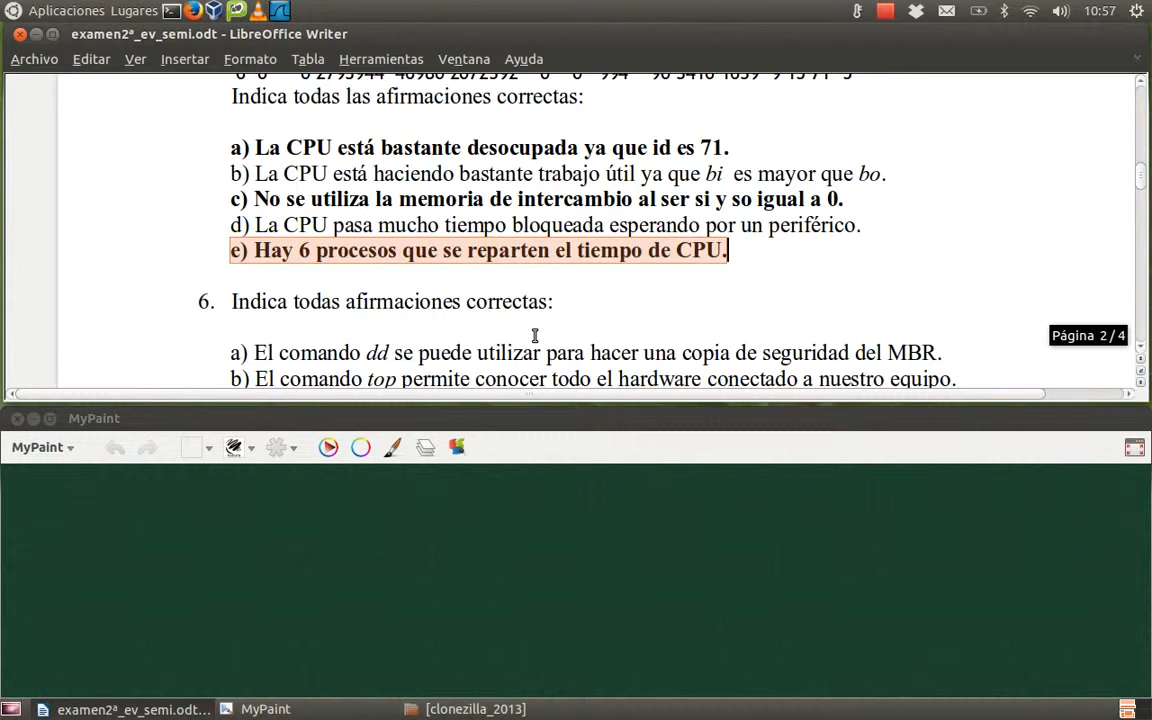 Aplicaciones Lugares 10:57
examen2ª_ev_semi.odt - LibreOffice Writer
Archivo Editar Ver Insertar Formato Tabla Herramientas Ventana Ayuda
Indica todas las afirmaciones correctas:
a) La CPU está bastante desocupada ya que id es 71.
b) La CPU está haciendo bastante trabajo útil ya que bi es mayor que bo.
c) No se utiliza la memoria de intercambio al ser si y so igual a 0.
d) La CPU pasa mucho tiempo bloqueada esperando por un periférico.
e) Hay 6 procesos que se reparten el tiempo de CPU.
6. Indica todas afirmaciones correctas:
Página 2 / 4
a) El comando dd se puede utilizar para hacer una copia de seguridad del MBR.
b) El comando top permite conocer todo el hardware conectado a nuestro equipo.
MyPaint
MyPaint
examen2ª_ev_semi.odt... MyPaint [clonezilla_2013]